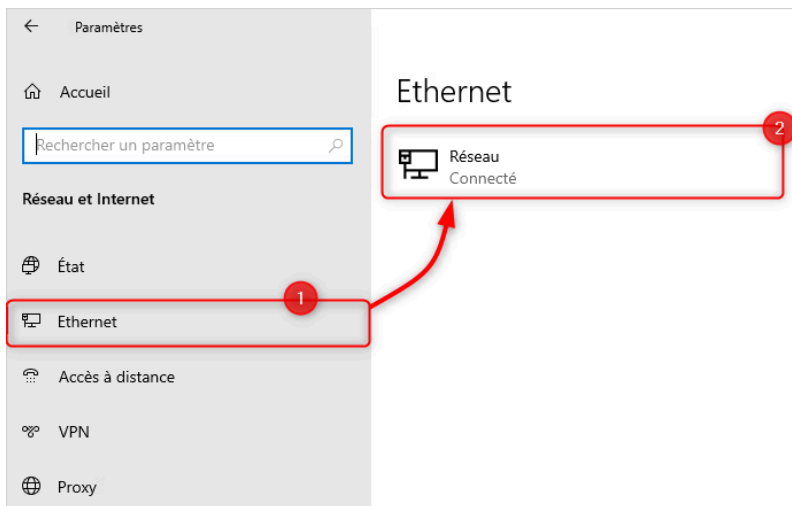 Paramètres
Accueil
Rechercher un paramètre
Réseau et Internet
État
1
Ethernet
Accès à distance
VPN
Proxy
Ethernet
2
Réseau
Connecté